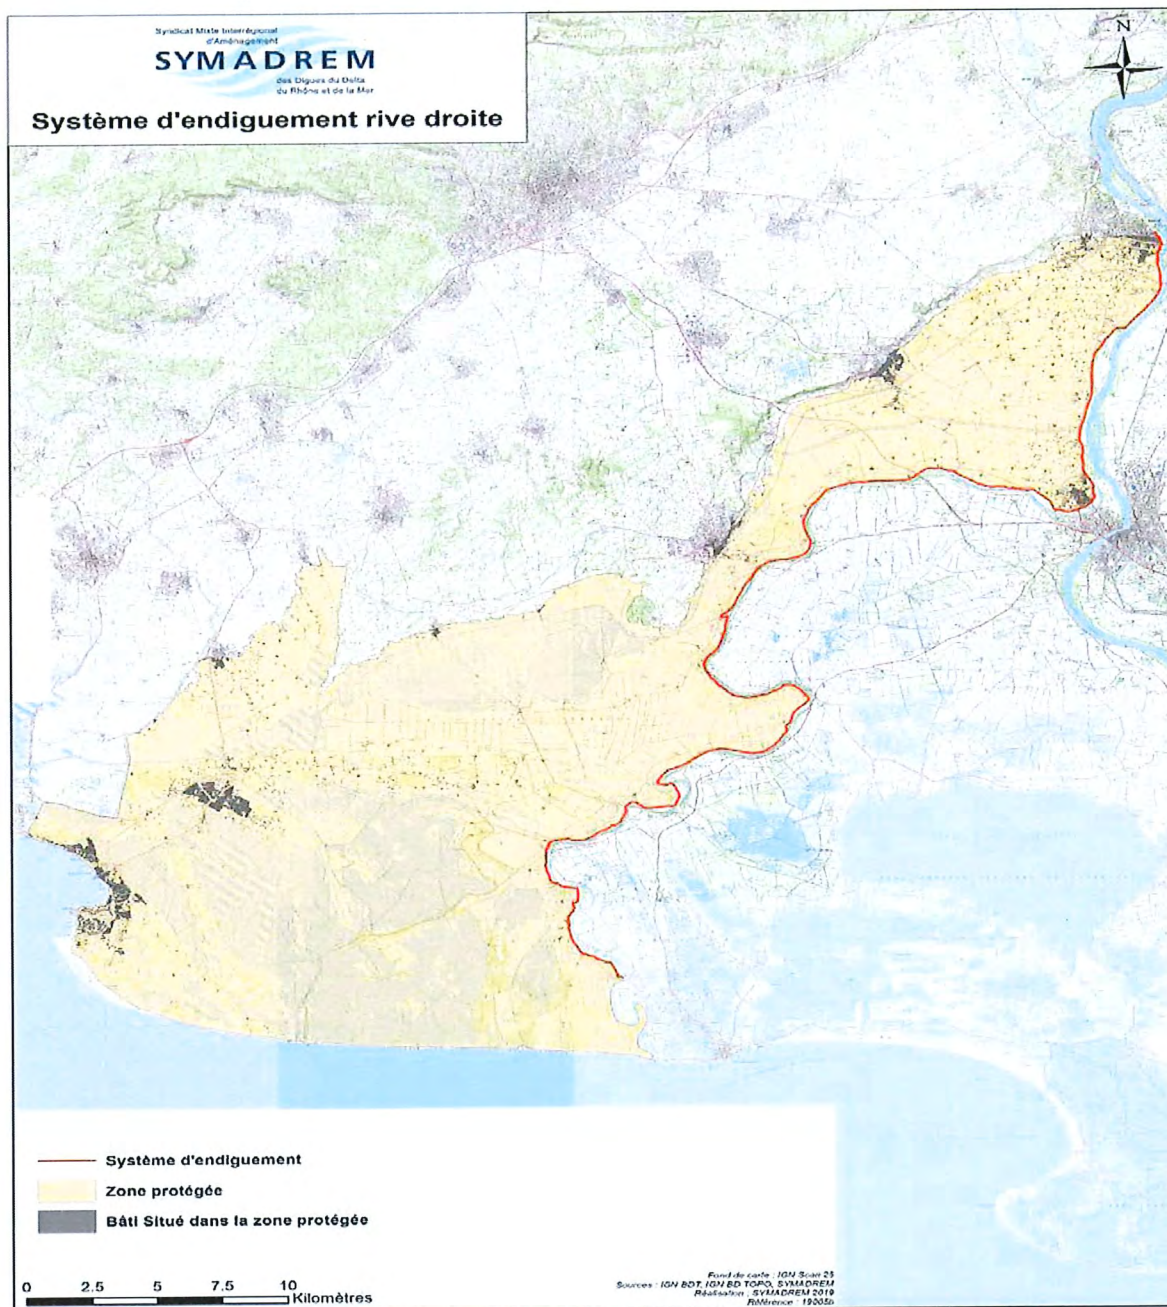 Syndicat Mixte Interrégional
d'Aménagement
SYMADREM
des Digues du Delta
du Rhône et de la Mer
Système d'endiguement rive droite
N
Système d'endiguement
Zone protégée
Bâti Situé dans la zone protégée
0 2.5 5 7.5 10
Kilomètres
Fond de carte : IGN Scan 25
Sources : IGN BDT, IGN BD TOPO, SYMADREM
Réalisation : SYMADREM 2019
Référence : 19005b